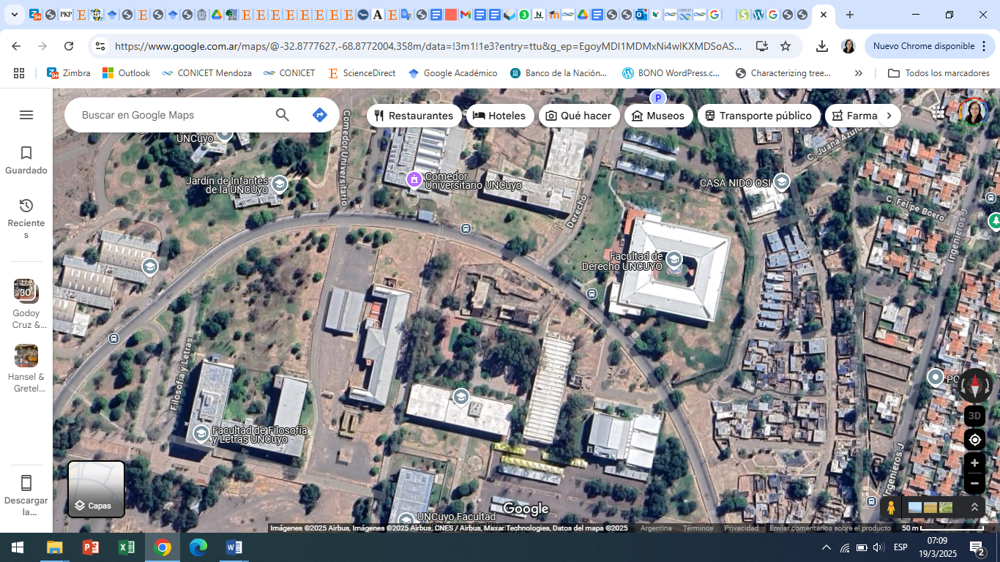 https://www.google.com.ar/maps/@-32.8777627,-68.8772004,358m/data=!3m1!1e3?entry=ttu&g_ep=EgoyMDI1MDMxNi4wIKXMDSoAS...
Nuevo Chrome disponible
Zimbra
Outlook
CONICET Mendoza
CONICET
ScienceDirect
Google Académico
Banco de la Nación...
BONO WordPress.c...
Characterizing tree...
Todos los marcadores
Buscar en Google Maps
Restaurantes
Hoteles
Qué hacer
Museos
Transporte público
Farma
P
Guardado
Reciente
s
30
Godoy
Cruz &...
Hansel &
Gretel...
Descargar
la...
UNCuyo
Jardín de Infantes
de la UNCuyo
Comedor Universitario
Comedor
Universitario UNCuyo
Derecho
CASA NIDO OSI
C. Juana Azurd
C. Felipe Boero
Ingenieros J.
Facultad de
Derecho UNCUYO
Filosofía y Letras
Facultad de Filosofía
y Letras UNCuyo
UNCuyo Facultad
PO
Ingenieros J.
3D
Capas
Google
Imágenes ©2025 Airbus, Imágenes ©2025 Airbus, CNES / Airbus, Maxar Technologies, Datos del mapa ©2025
Argentina
Términos
Privacidad
Enviar comentarios sobre el producto
50 m
ESP
07:09
19/3/2025
2